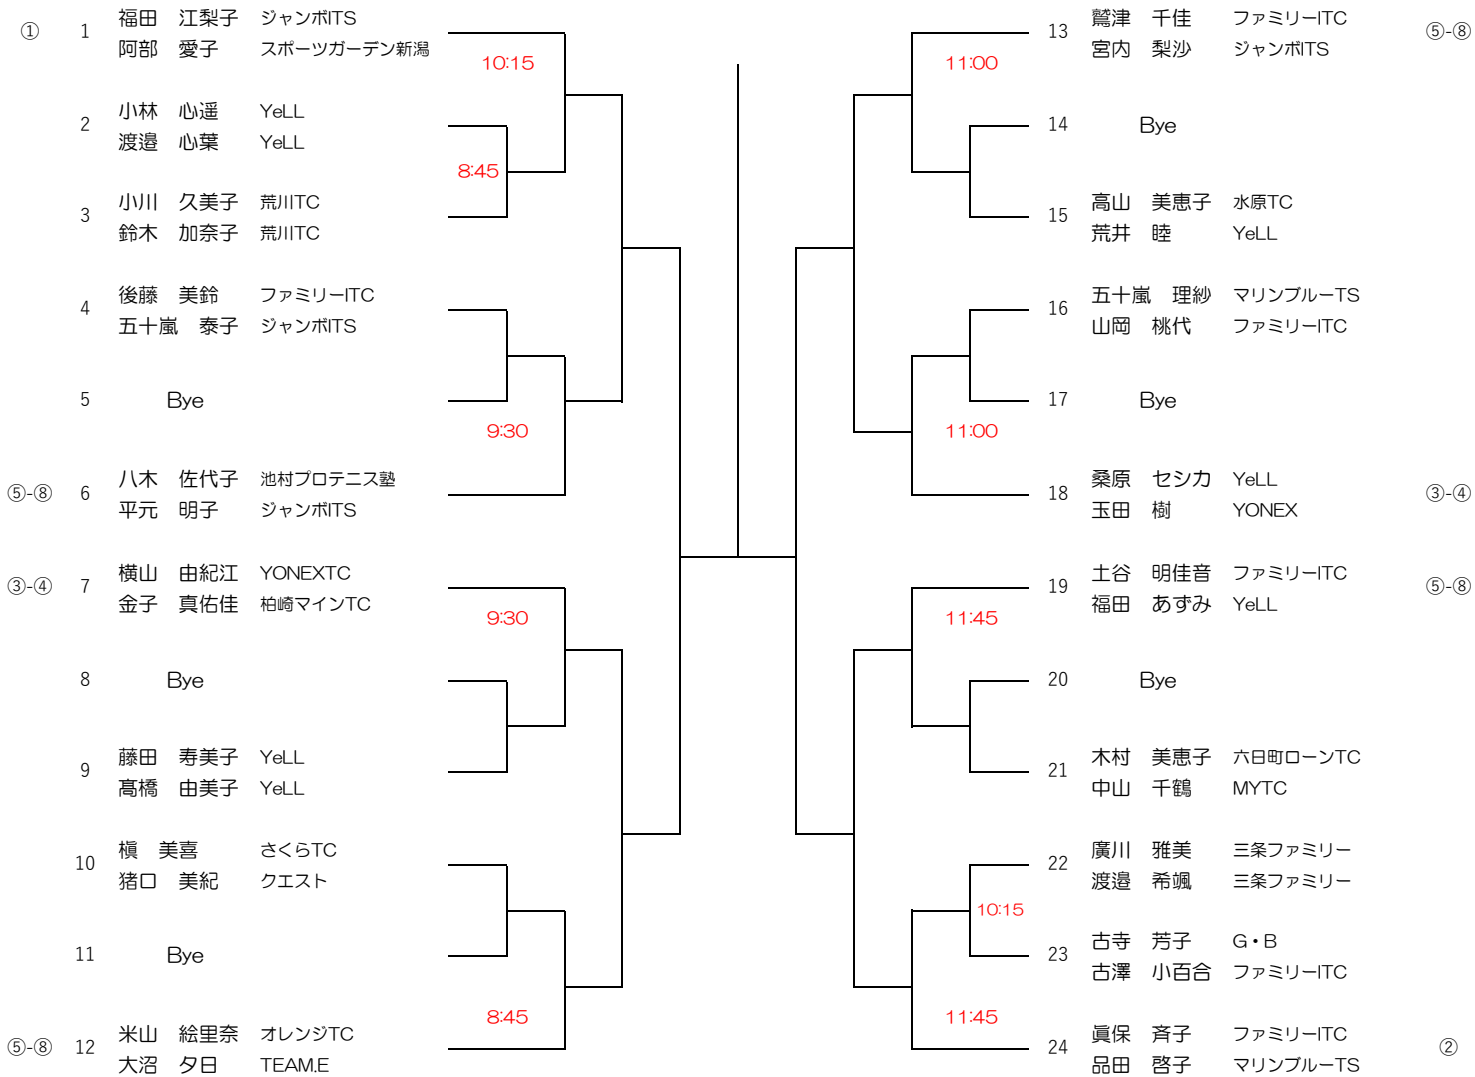 ① 1 福田 江梨子 ジャンボITS
阿部 愛子 スポーツガーデン新潟
10:15
2 小林 心遥 YeLL
渡邉 心葉 YeLL
8:45
3 小川 久美子 荒川TC
鈴木 加奈子 荒川TC
4 後藤 美鈴 ファミリーITC
五十嵐 泰子 ジャンボITS
5 Bye
9:30
⑤-⑧ 6 八木 佐代子 池村プロテニス塾
平元 明子 ジャンボITS
③-④ 7 横山 由紀江 YONEXTC
金子 真佑佳 柏崎マインTC
9:30
8 Bye
9 藤田 寿美子 YeLL
髙橋 由美子 YeLL
10 槇 美喜 さくらTC
猪口 美紀 クエスト
11 Bye
8:45
⑤-⑧ 12 米山 絵里奈 オレンジTC
大沼 夕日 TEAM.E
13 鷲津 千佳 ファミリーITC ⑤-⑧
宮内 梨沙 ジャンボITS
11:00
14 Bye
15 高山 美恵子 水原TC
荒井 睦 YeLL
16 五十嵐 理紗 マリンブルーTS
山岡 桃代 ファミリーITC
17 Bye
11:00
18 桑原 セシカ YeLL ③-④
玉田 樹 YONEX
19 土谷 明佳音 ファミリーITC ⑤-⑧
福田 あずみ YeLL
11:45
20 Bye
21 木村 美恵子 六日町ローンTC
中山 千鶴 MYTC
22 廣川 雅美 三条ファミリー
渡邉 希颯 三条ファミリー
10:15
23 古寺 芳子 G・B
古澤 小百合 ファミリーITC
11:45
24 眞保 斉子 ファミリーITC ②
品田 啓子 マリンブルーTS